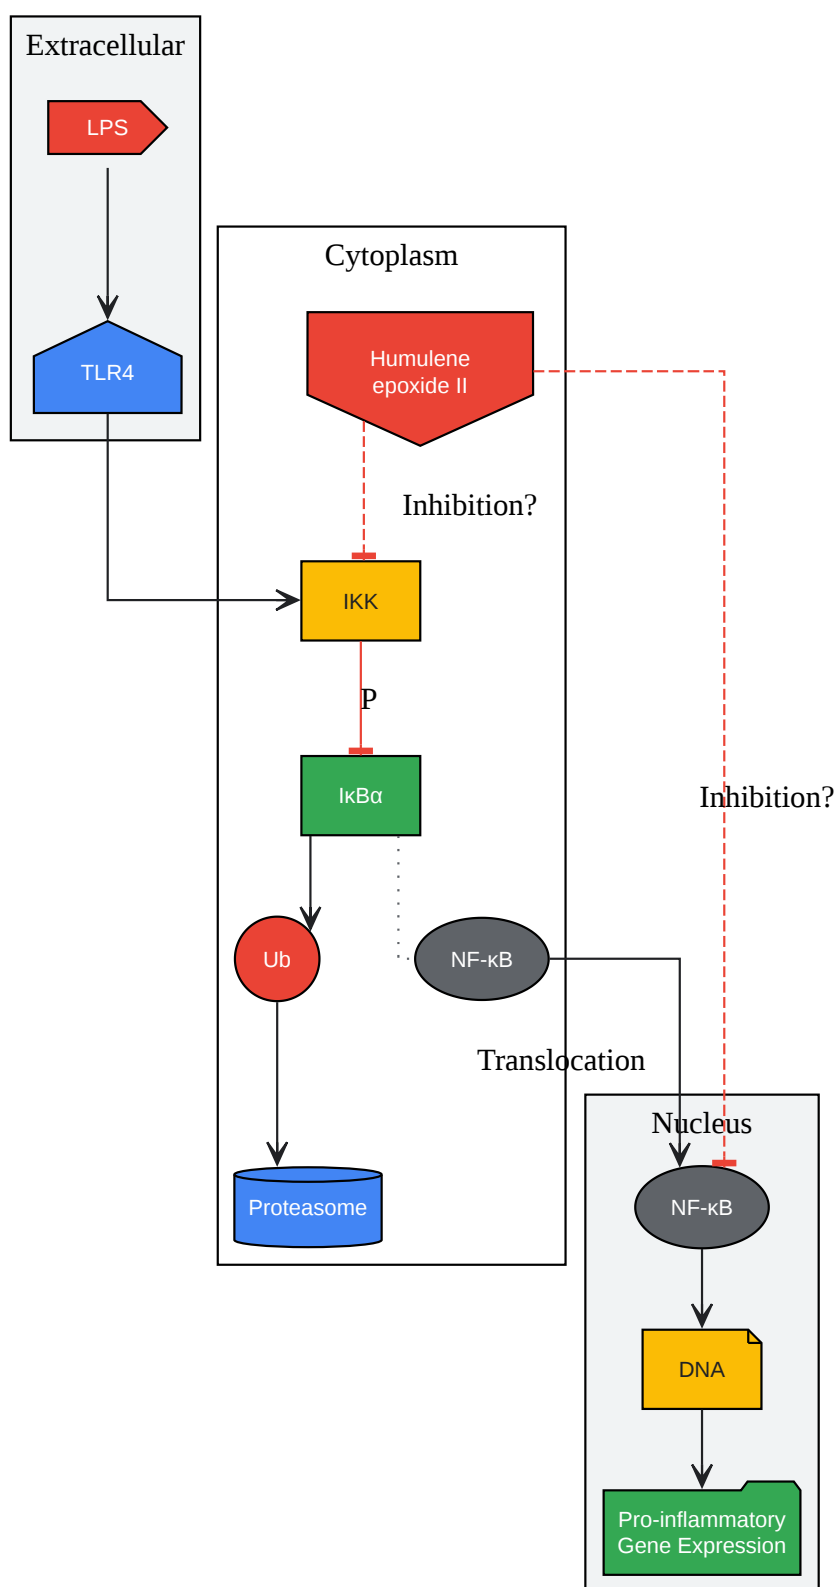 Extracellular
LPS
TLR4
Cytoplasm
Humulene
epoxide II
Inhibition?
IKK
P
IκBα
Ub
NF-κB
Proteasome
Inhibition?
Translocation
Nucleus
NF-κB
DNA
Pro-inflammatory
Gene Expression